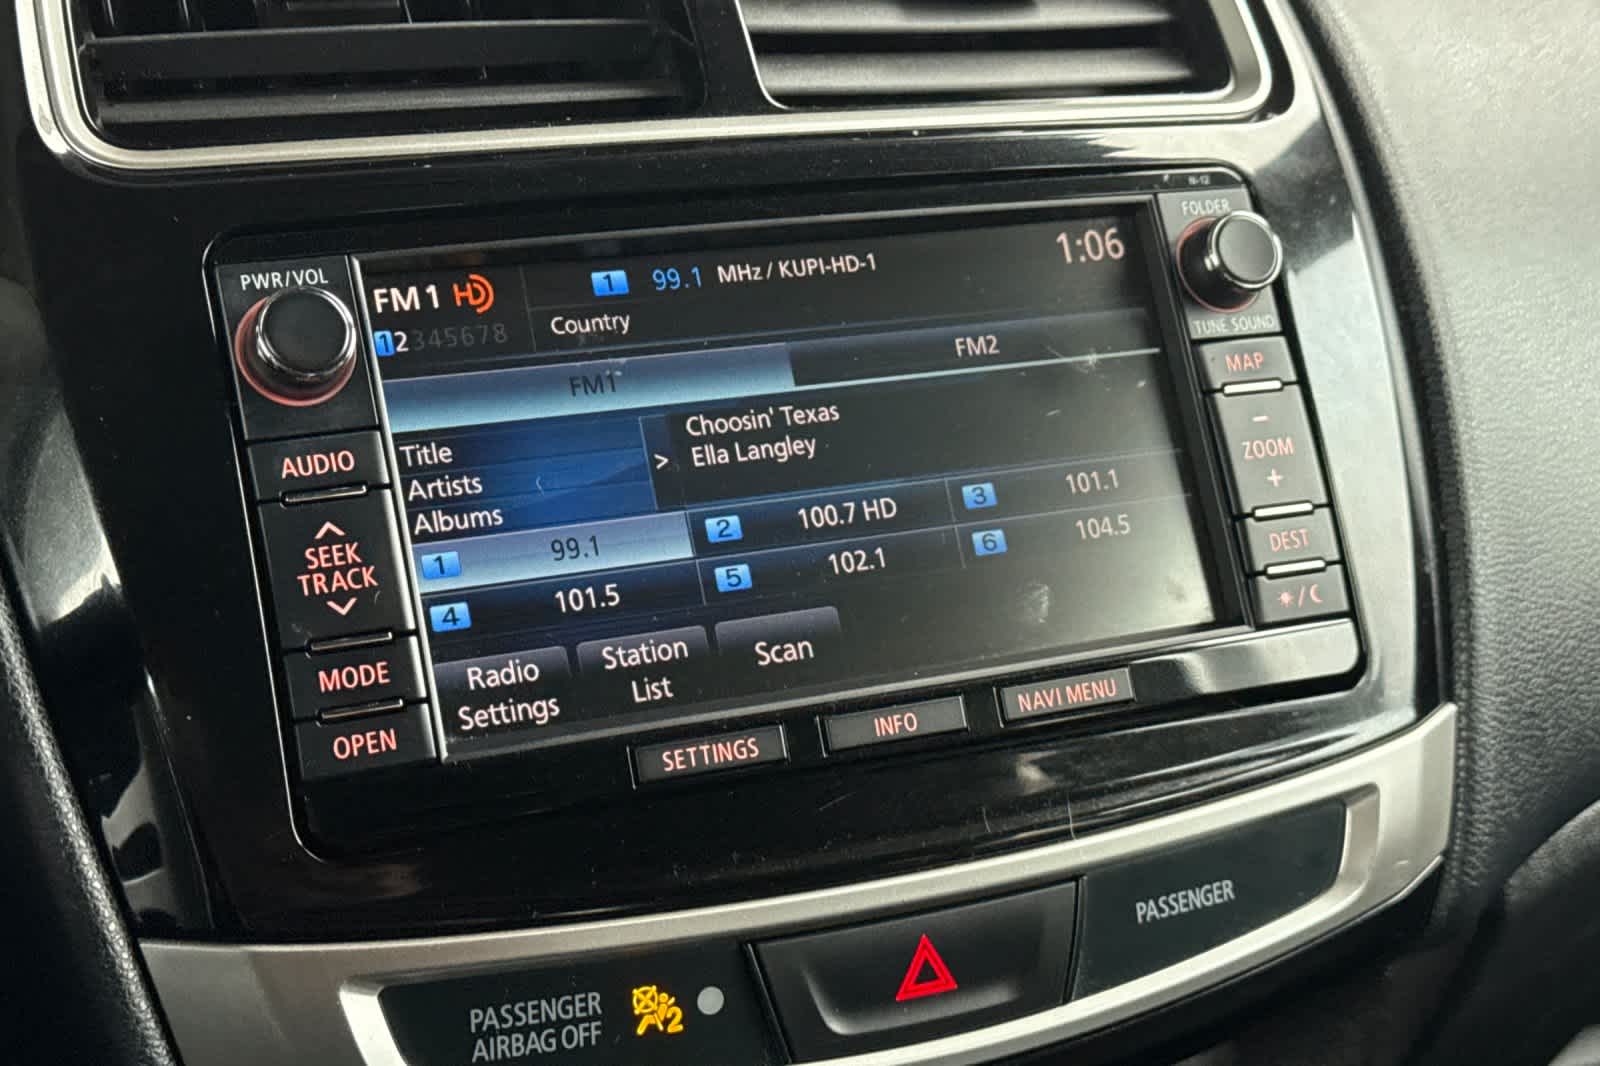 N-12
FOLDER
PWR/VOL
FM 1 HD
1 99.1 MHz / KUPI-HD-1
1:06
12345678
Country
TUNE SOUND
FM1
FM2
MAP
Title
Artists
Albums
>
Choosin' Texas
Ella Langley
AUDIO
SEEK
TRACK
MODE
OPEN
1 99.1
2 100.7 HD
3 101.1
4 101.5
5 102.1
6 104.5
-
ZOOM
+
DEST
Radio
Settings
Station
List
Scan
SETTINGS
INFO
NAVI MENU
PASSENGER
AIRBAG OFF
2
PASSENGER